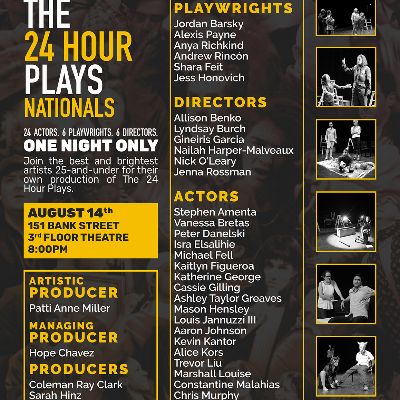 THE
24 HOUR
PLAYS
NATIONALS
24 ACTORS. 6 PLAYWRIGHTS. 6 DIRECTORS.
ONE NIGHT ONLY
Join the best and brightest
artists 25-and-under for their
own production of The 24
Hour Plays.
AUGUST 14th
151 BANK STREET
3rd FLOOR THEATRE
8:00PM
ARTISTIC
PRODUCER
Patti Anne Miller
MANAGING
PRODUCER
Hope Chavez
PRODUCERS
Coleman Ray Clark
Sarah Hinz
PLAYWRIGHTS
Jordan Barsky
Alexis Payne
Anya Richkind
Andrew Rincón
Shara Feit
Jess Honovich
DIRECTORS
Allison Benko
Lyndsay Burch
Gineiris Garcia
Nailah Harper-Malveaux
Nick O'Leary
Jenna Rossman
ACTORS
Stephen Amenta
Vanessa Bretas
Peter Danelski
Isra Elsalihie
Michael Fell
Kaitlyn Figueroa
Katherine George
Cassie Gilling
Ashley Taylor Greaves
Mason Hensley
Louis Jannuzzi III
Aaron Johnson
Kevin Kantor
Alice Kors
Trevor Liu
Marshall Louise
Constantine Malahias
Chris Murphy